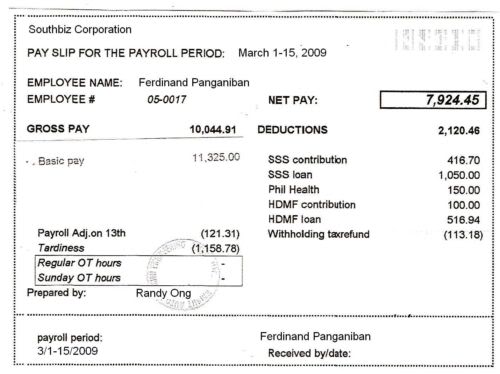 Southbiz Corporation
PAY SLIP FOR THE PAYROLL PERIOD: March 1-15, 2009
EMPLOYEE NAME: Ferdinand Panganiban
EMPLOYEE # 05-0017 NET PAY: 7,924.45
GROSS PAY 10,044.91 DEDUCTIONS 2,120.46
Basic pay 11,325.00 SSS contribution 416.70
SSS loan 1,050.00
Phil Health 150.00
HDMF contribution 100.00
HDMF loan 516.94
Payroll Adj.on 13th (121.31) Withholding taxrefund (113.18)
Tardiness (1,158.78)
Regular OT hours -
Sunday OT hours -
Prepared by: Randy Ong
payroll period: Ferdinand Panganiban
3/1-15/2009 Received by/date: